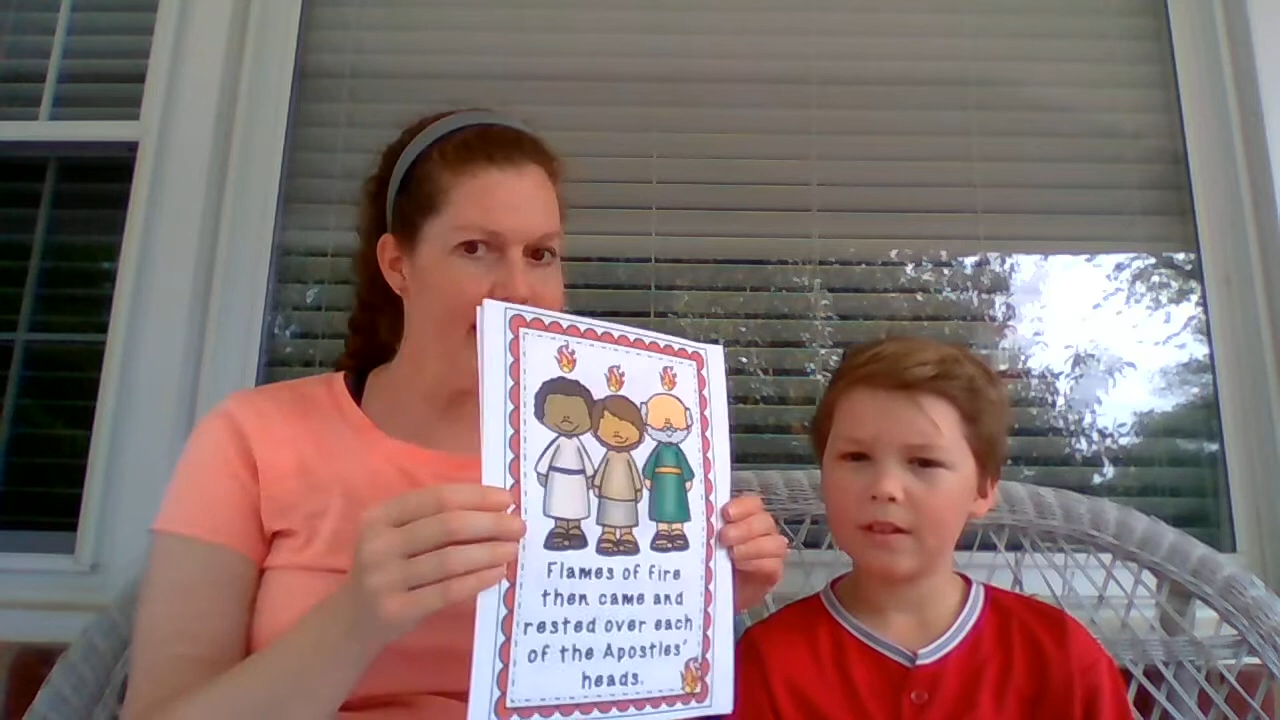 Flames of fire
then came and
rested over each
of the Apostles'
heads.